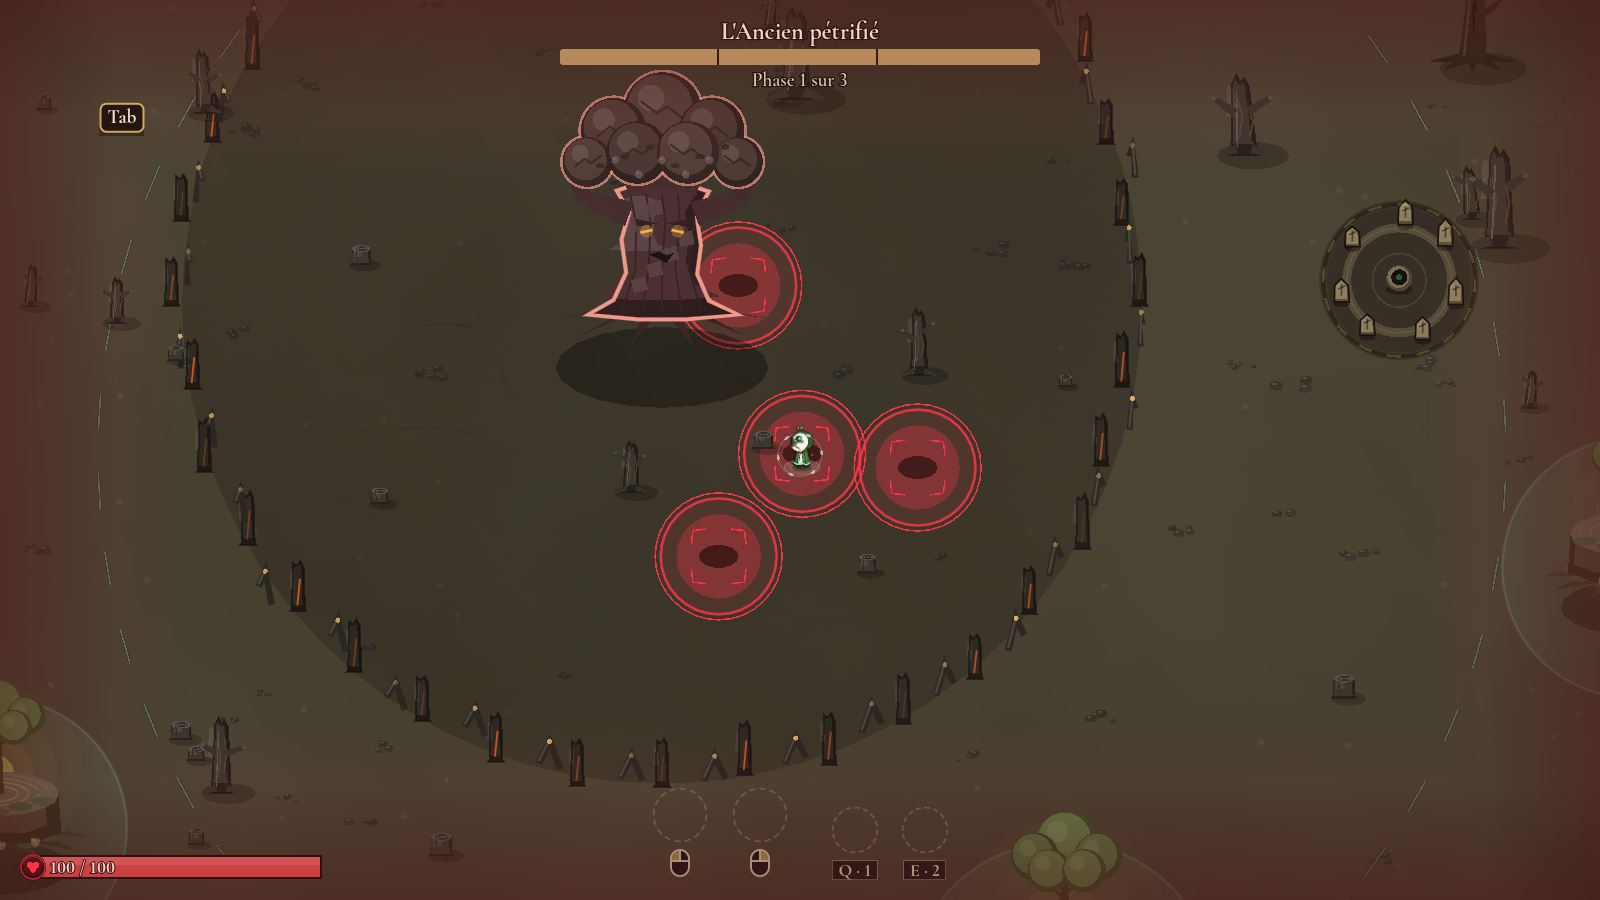 L'Ancien pétrifié
Phase 1 sur 3
Tab
100 / 100
Q · 1
E · 2